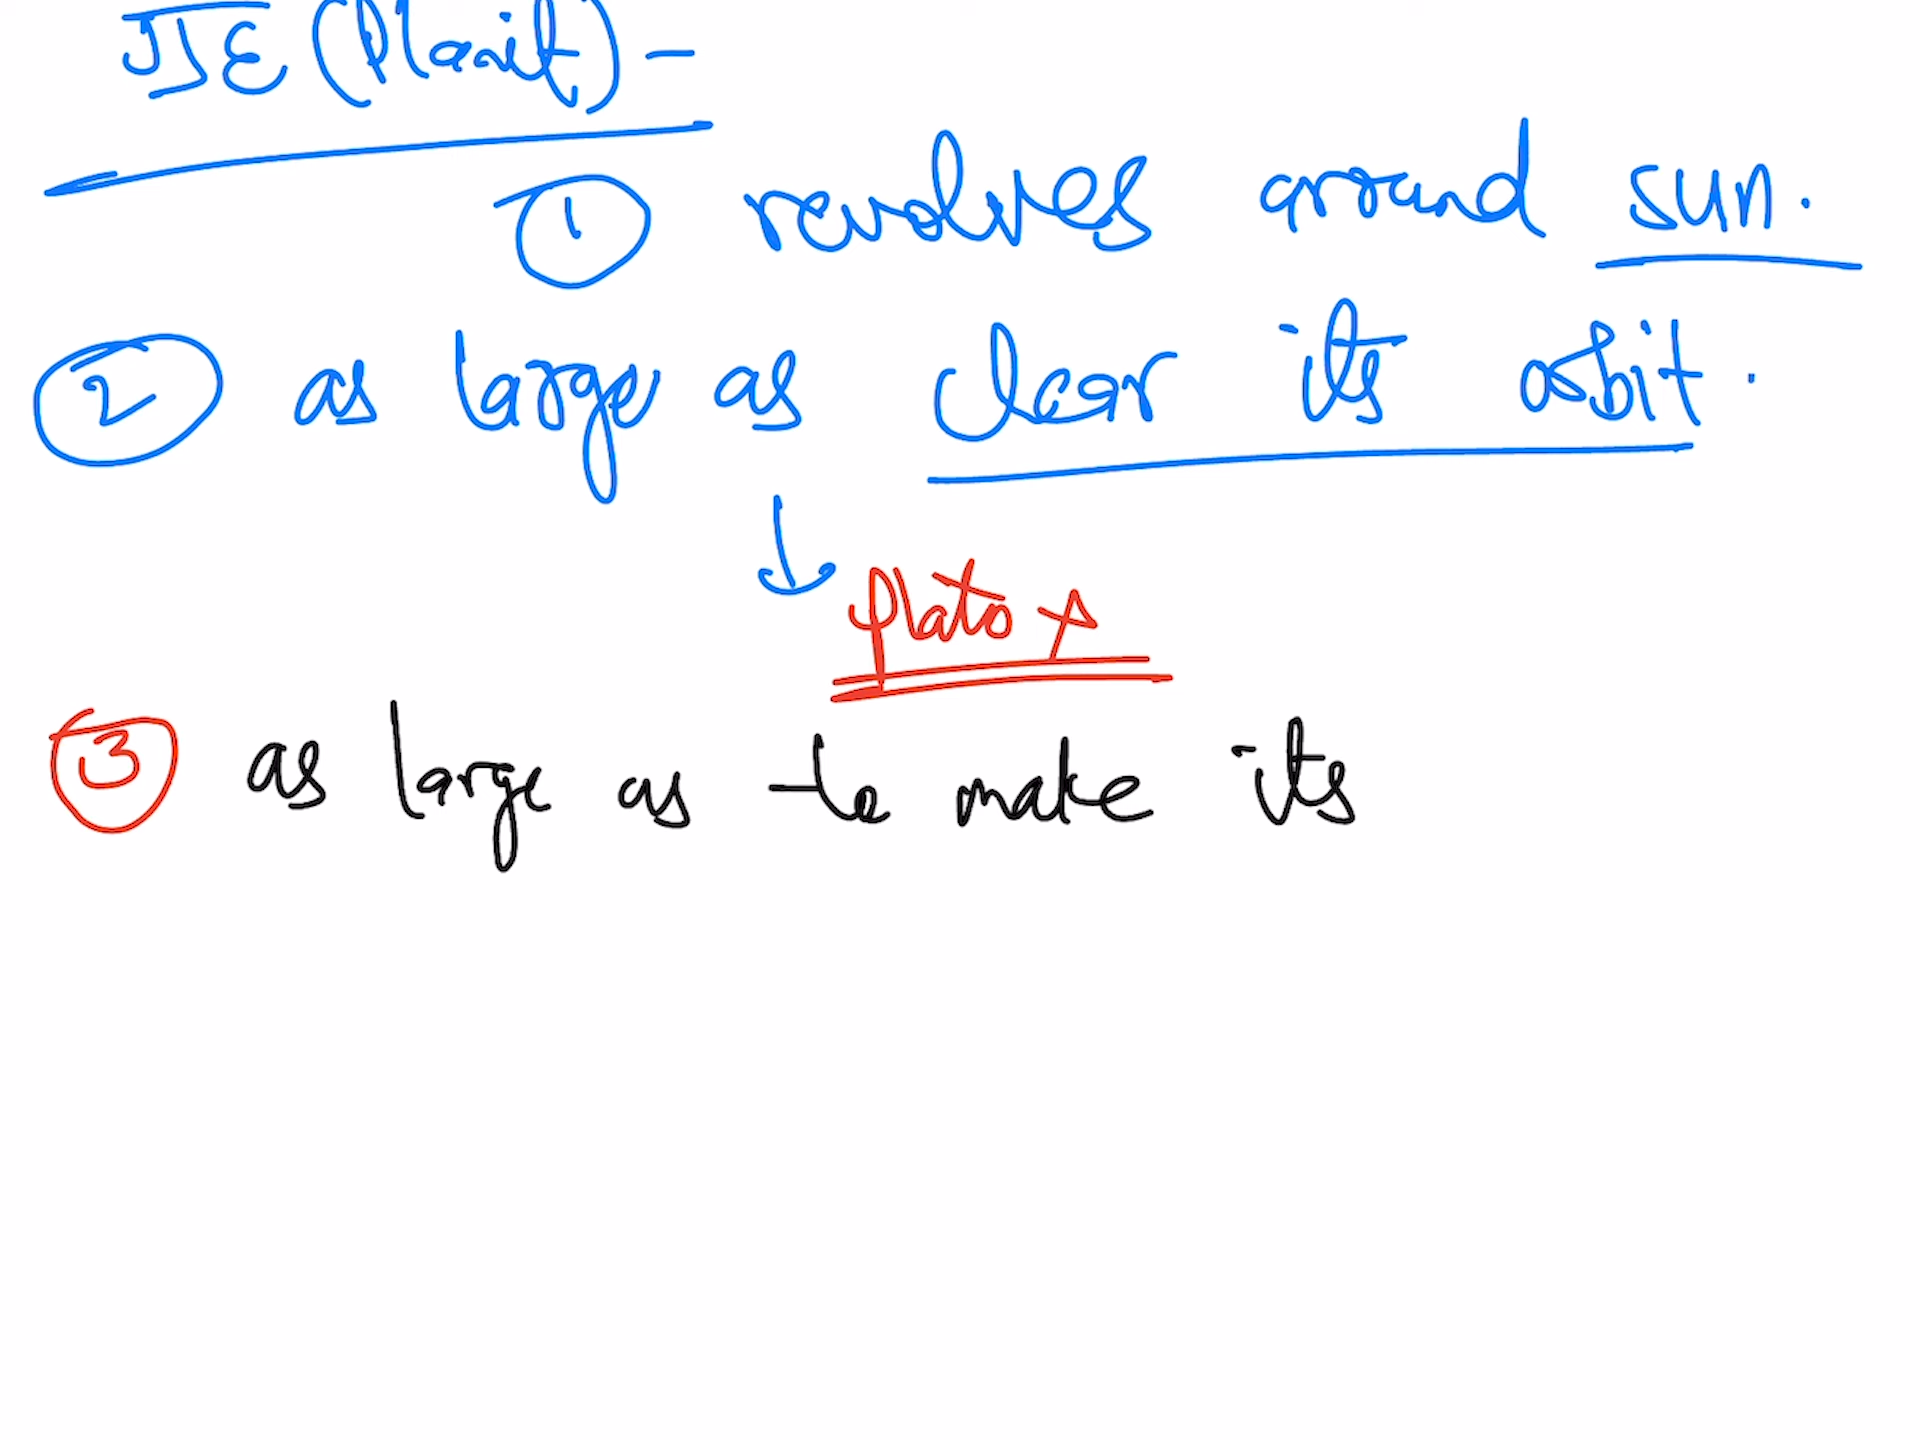 ग्रह (Planit) -
① revolves around sun.
② as large as clear its orbit.
↓ plato x
③ as large as to make its